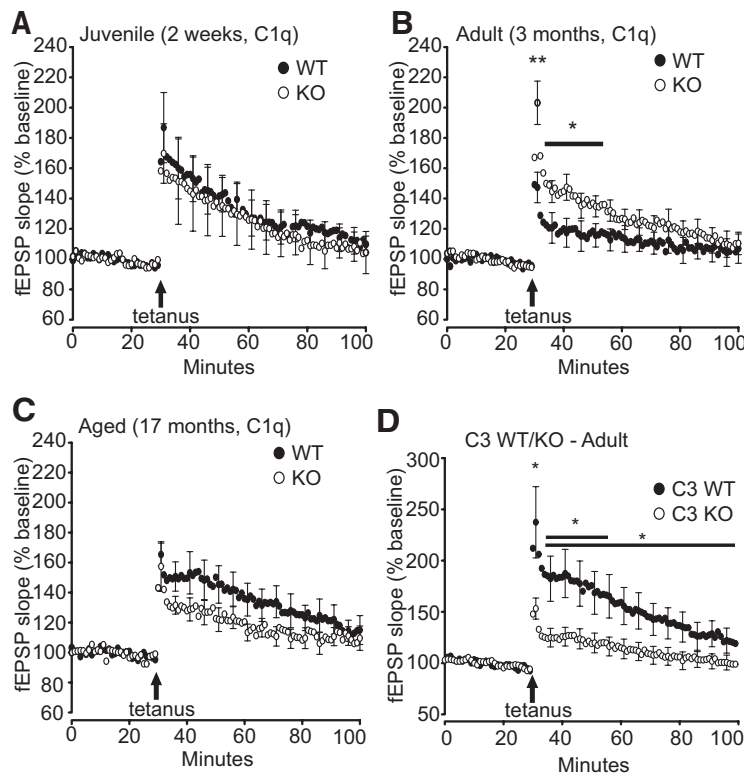 A
Juvenile (2 weeks, C1q)
fEPSP slope (% baseline)
240
220
200
180
160
140
120
100
80
60
WT
KO
tetanus
0 20 40 60 80 100
Minutes
B
Adult (3 months, C1q)
fEPSP slope (% baseline)
240
220
200
180
160
140
120
100
80
60
**
*
WT
KO
tetanus
0 20 40 60 80 100
Minutes
C
Aged (17 months, C1q)
fEPSP slope (% baseline)
240
220
200
180
160
140
120
100
80
60
WT
KO
tetanus
0 20 40 60 80 100
Minutes
D
C3 WT/KO - Adult
fEPSP slope (% baseline)
300
250
200
150
100
50
*
*
*
C3 WT
C3 KO
tetanus
0 20 40 60 80 100
Minutes